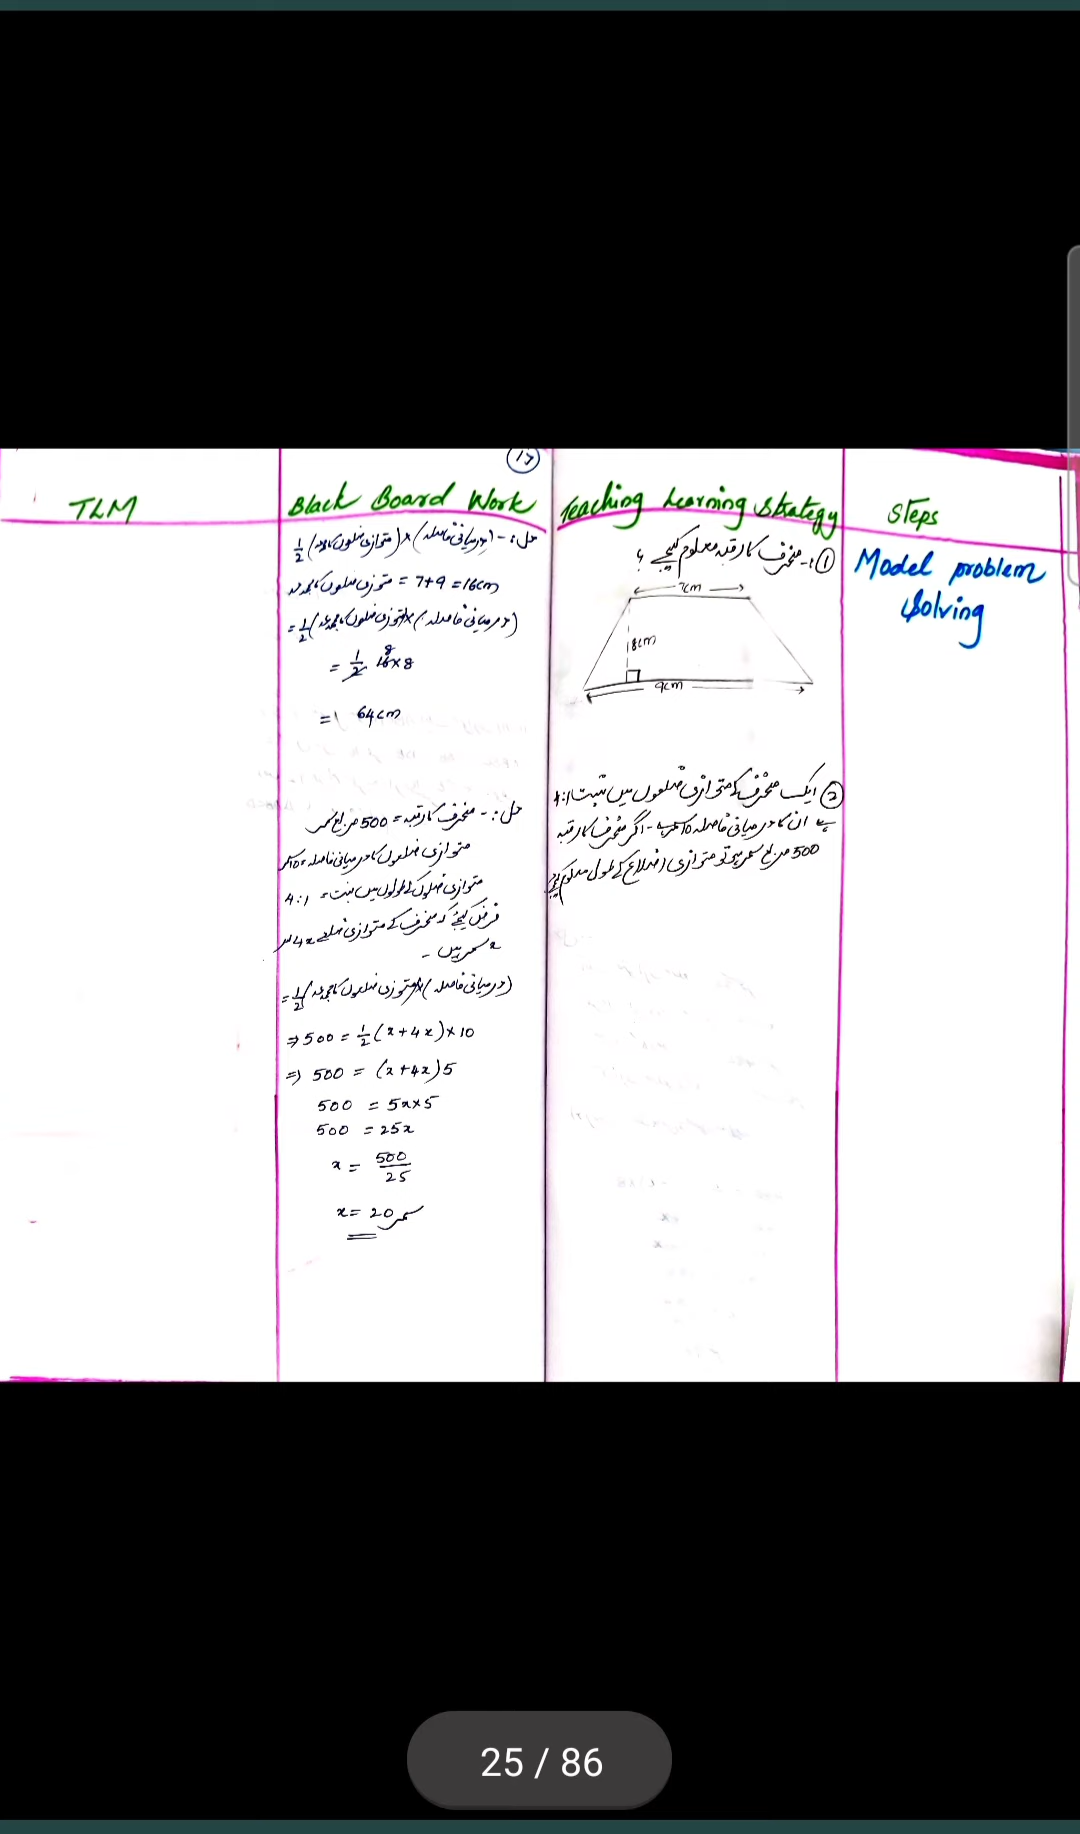 (15)
TLM
Black Board Work
Teaching Learning Strategy
Steps
حل :- (درمیانی فاصلہ) × (متوازی ضلعوں کا مجموعہ) 1/2
متوازی ضلعوں کا مجموعہ = 7+9 = 16cm
= 1/2 (متوازی ضلعوں کا مجموعہ) × (درمیانی فاصلہ)
= 1/2 16×8
8
= 64cm
حل :- منحرف کا رقبہ = 500 مربع سمر
متوازی ضلعوں کا درمیانی فاصلہ = 10 سمر
متوازی ضلعوں کے طولوں میں نسبت = 4:1
فرض کیجئے کہ منحرف کے متوازی ضلعے 4x اور
x سمر ہیں -
= 1/2 (متوازی ضلعوں کا مجموعہ) × (درمیانی فاصلہ)
⇒ 500 = 1/2 (x+4x)×10
⇒ 500 = (x+4x)5
500 = 5x×5
500 = 25x
x = 500/25
x = 20 سمر
① :- منحرف کا رقبہ معلوم کیجیے ؟
7cm
8cm
9cm
② ایک منحرف کے متوازی ضلعوں میں نسبت 4:1
ہے ان کا درمیانی فاصلہ 10 سمر ہے - اگر منحرف کا رقبہ
500 مربع سمر ہو تو متوازی اضلاع کے طول معلوم کیجیے
Model problem
Solving
25 / 86